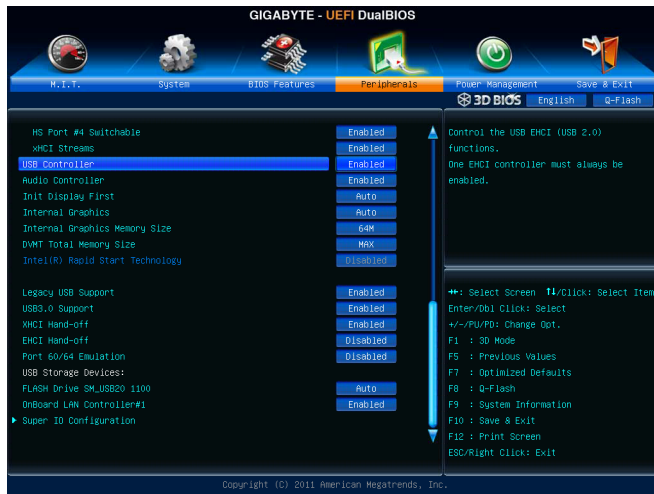 GIGABYTE - UEFI DualBIOS
M.I.T. System BIOS Features Peripherals Power Management Save & Exit
3D BIOS English Q-Flash
HS Port #4 Switchable Enabled
xHCI Streams Enabled
USB Controller Enabled
Audio Controller Enabled
Init Display First Auto
Internal Graphics Auto
Internal Graphics Memory Size 64M
DVMT Total Memory Size MAX
Intel(R) Rapid Start Technology Disabled
Legacy USB Support Enabled
USB3.0 Support Enabled
XHCI Hand-off Enabled
EHCI Hand-off Disabled
Port 60/64 Emulation Disabled
USB Storage Devices:
FLASH Drive SM_USB20 1100 Auto
OnBoard LAN Controller#1 Enabled
Super IO Configuration
Control the USB EHCI (USB 2.0)
functions.
One EHCI controller must always be
enabled.
→←: Select Screen ↑↓/Click: Select Item
Enter/Dbl Click: Select
+/-/PU/PD: Change Opt.
F1 : 3D Mode
F5 : Previous Values
F7 : Optimized Defaults
F8 : Q-Flash
F9 : System Information
F10 : Save & Exit
F12 : Print Screen
ESC/Right Click: Exit
Copyright (C) 2011 American Megatrends, Inc.